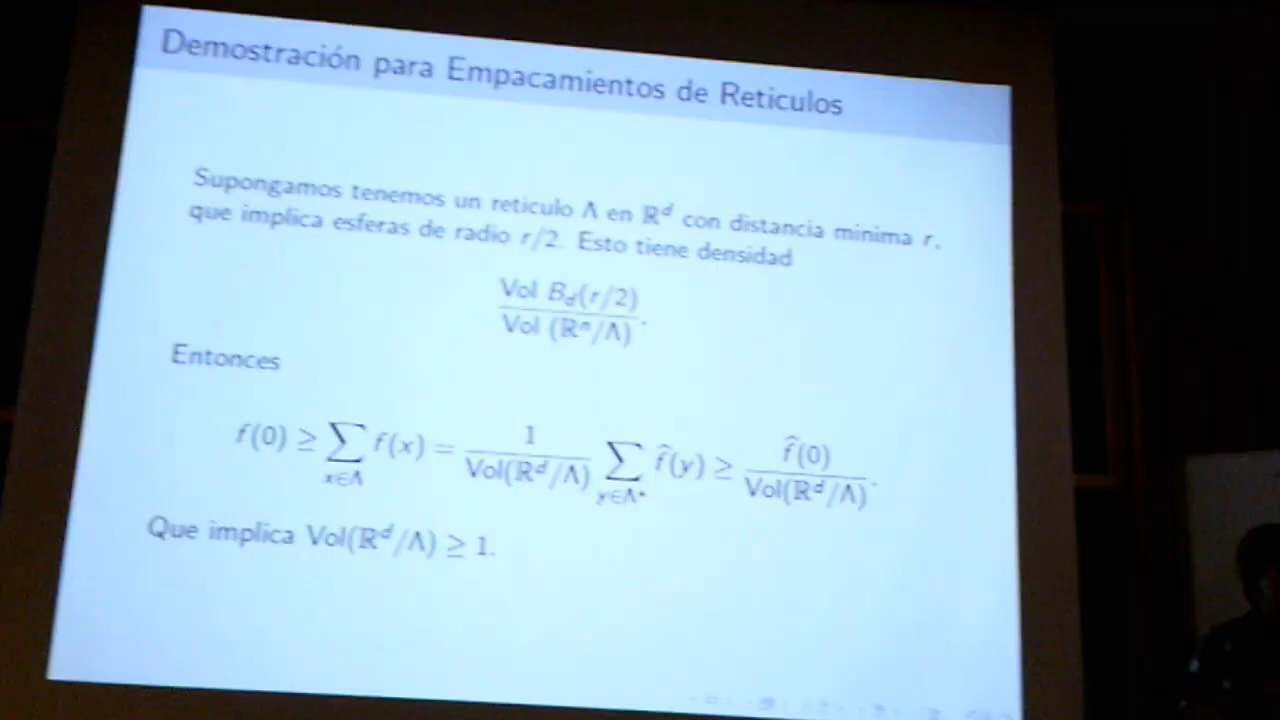 Demostración para Empacamientos de Reticulos
Supongamos tenemos un reticulo Λ en ℝ^d con distancia minima r,
que implica esferas de radio r/2. Esto tiene densidad
Vol B_d(r/2)
Vol (ℝ^n/Λ).
Entonces
f(0) ≥ ∑_{x∈Λ} f(x) = 1/Vol(ℝ^d/Λ) ∑_{y∈Λ*} f̂(y) ≥ f̂(0)/Vol(ℝ^d/Λ).
Que implica Vol(ℝ^d/Λ) ≥ 1.